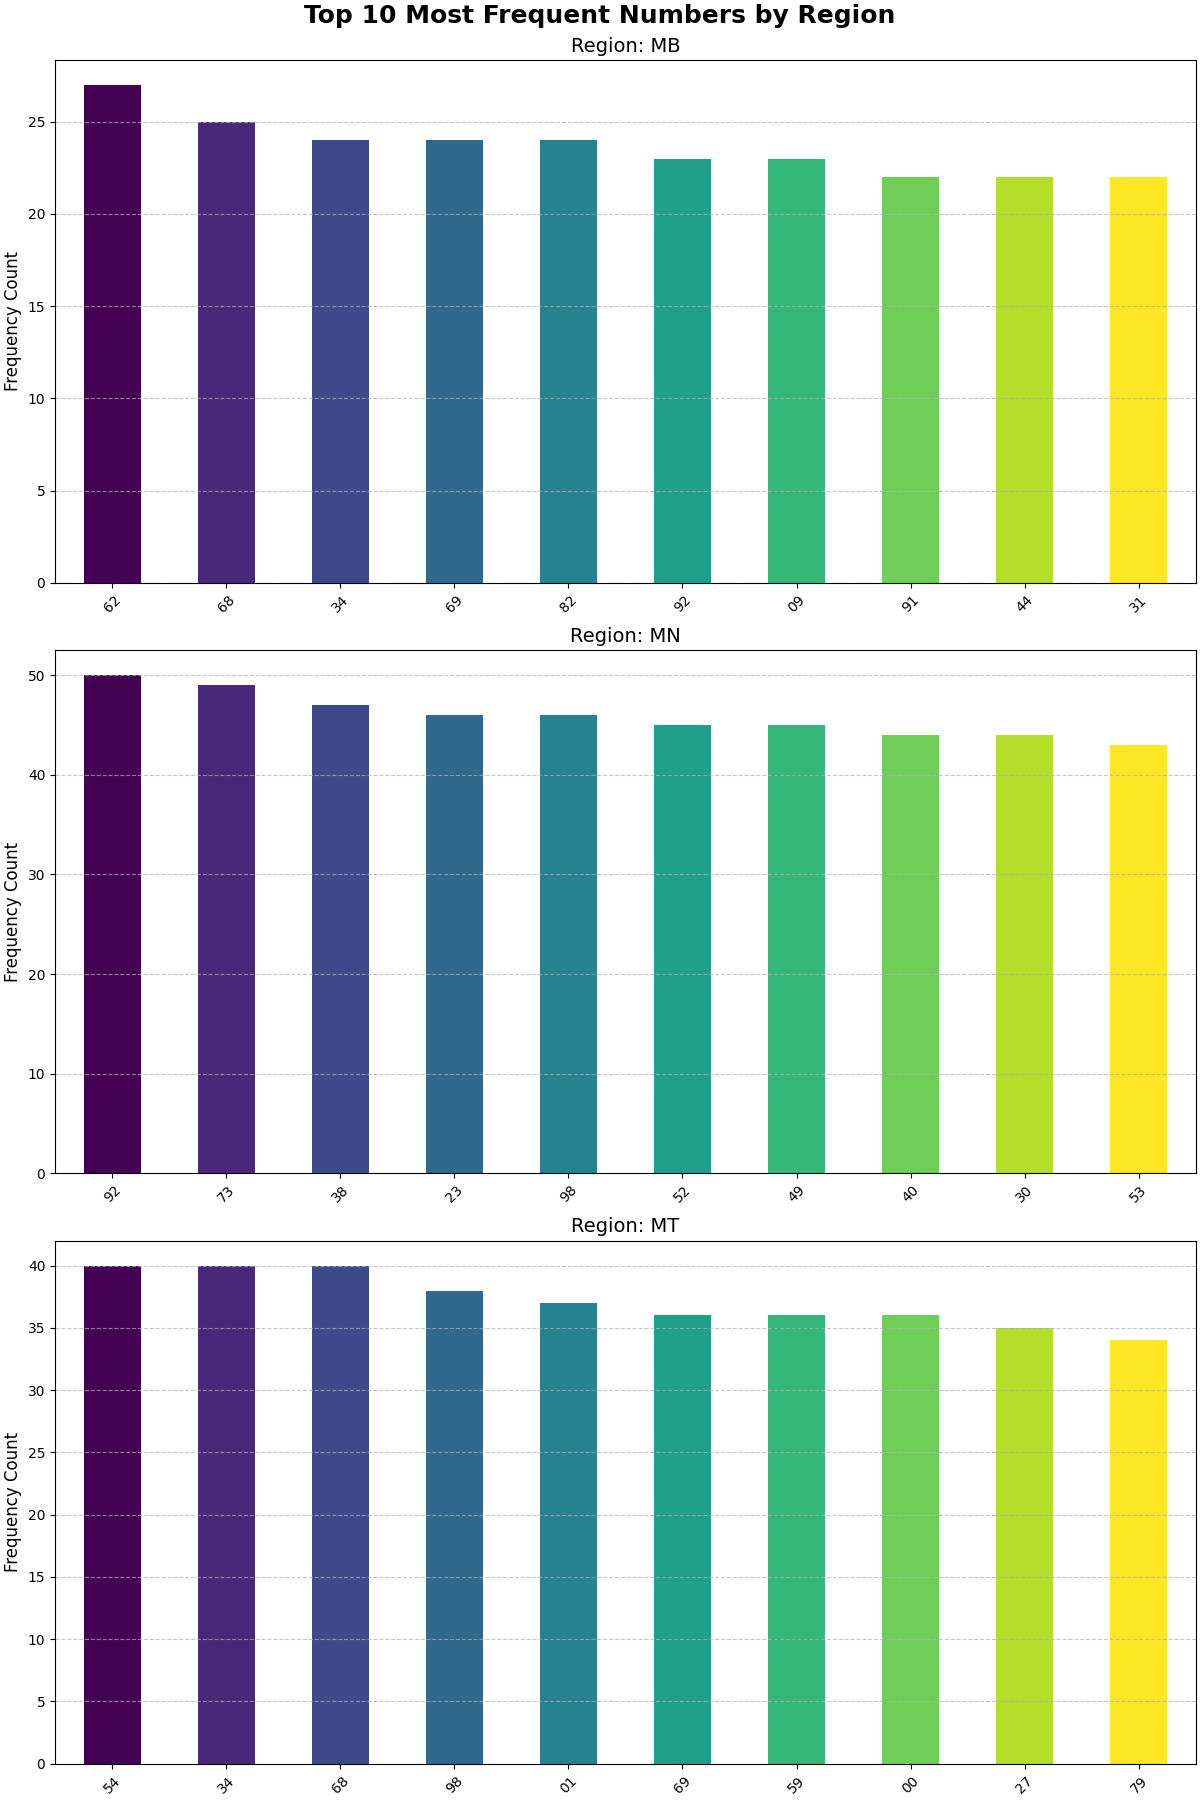 Top 10 Most Frequent Numbers by Region
Region: MB
Frequency Count
25
20
15
10
5
0
62 68 34 69 82 92 09 91 44 31
Region: MN
Frequency Count
50
40
30
20
10
0
92 73 38 23 98 52 49 40 30 53
Region: MT
Frequency Count
40
35
30
25
20
15
10
5
0
54 34 68 98 01 69 59 00 27 79